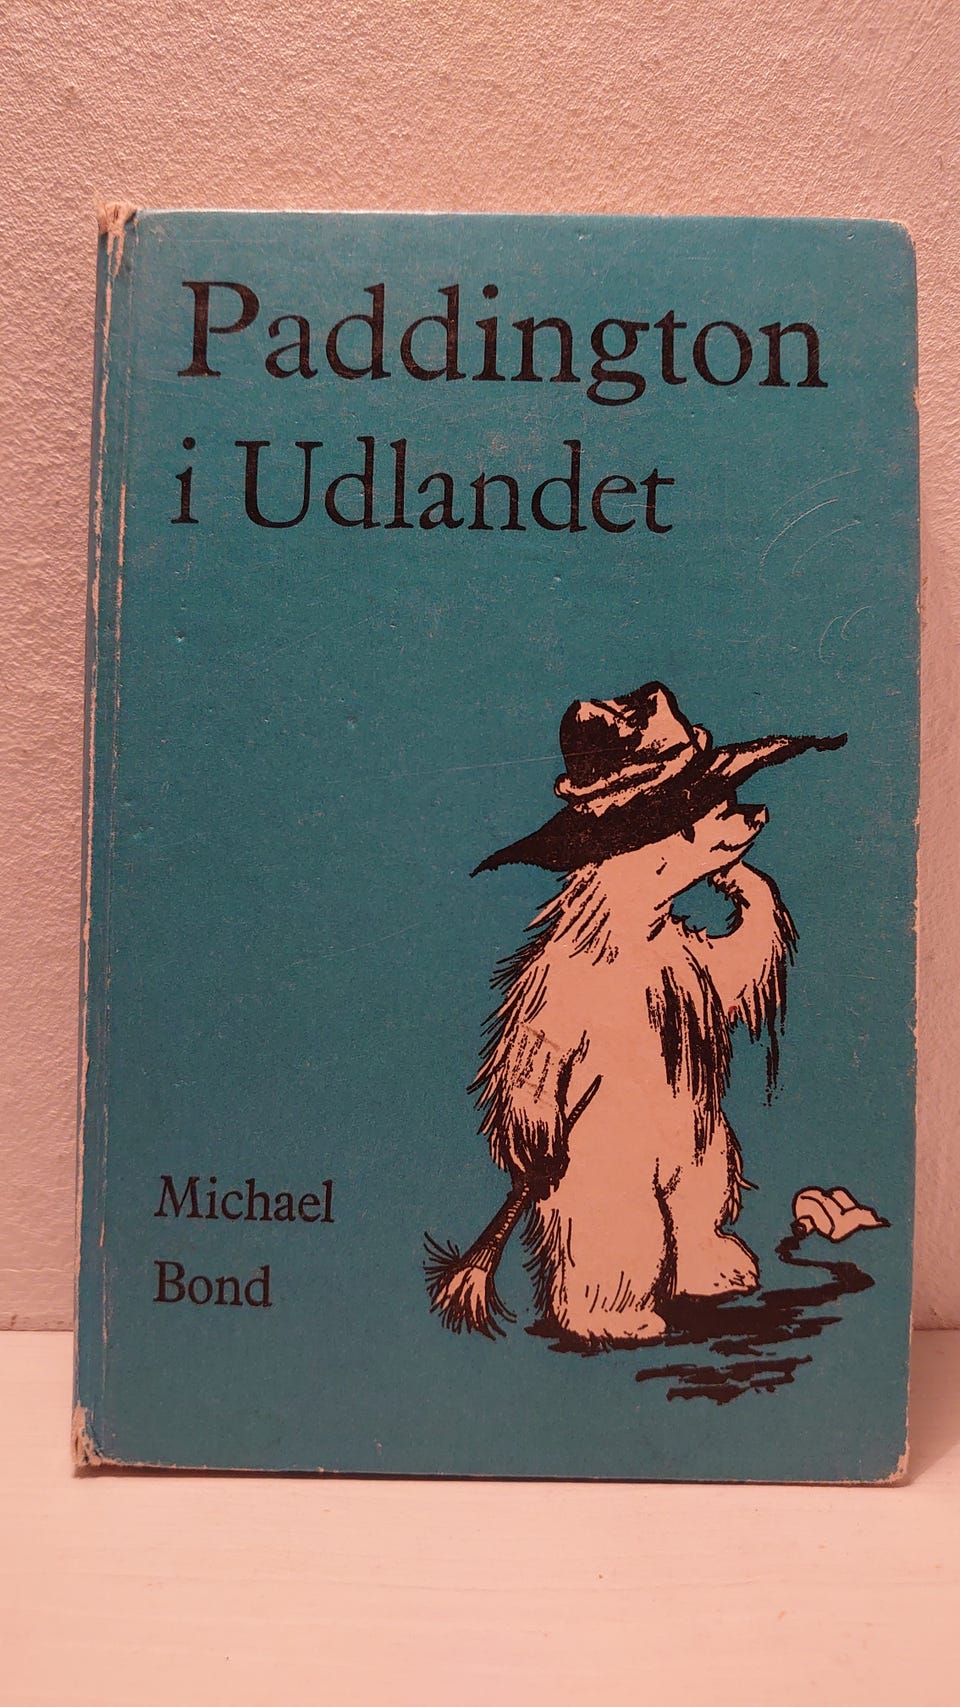 Paddington
i Udlandet
Michael
Bond